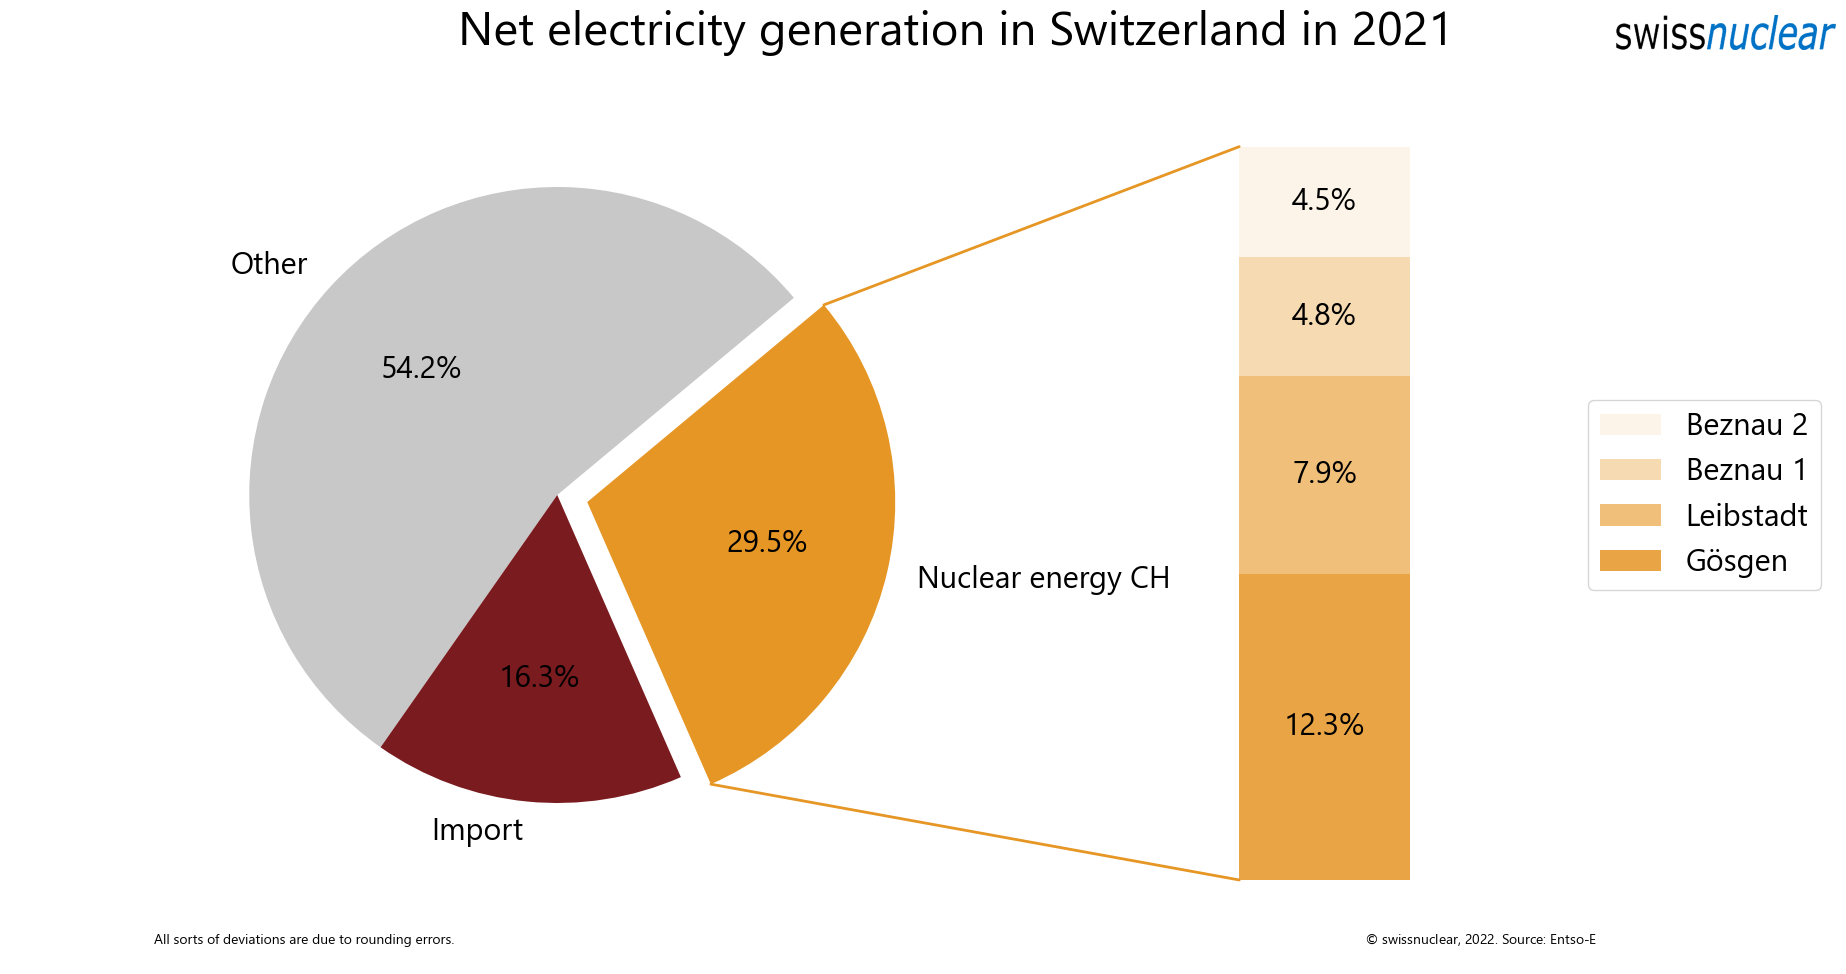 Net electricity generation in Switzerland in 2021
swissnuclear
Other
54.2%
29.5%
Nuclear energy CH
16.3%
Import
4.5%
4.8%
7.9%
12.3%
Beznau 2
Beznau 1
Leibstadt
Gösgen
All sorts of deviations are due to rounding errors.
© swissnuclear, 2022. Source: Entso-E